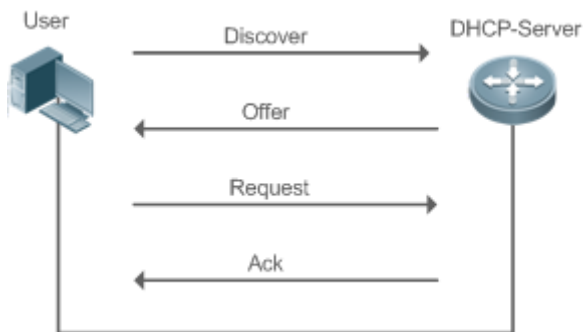 User
DHCP-Server
Discover
Offer
Request
Ack